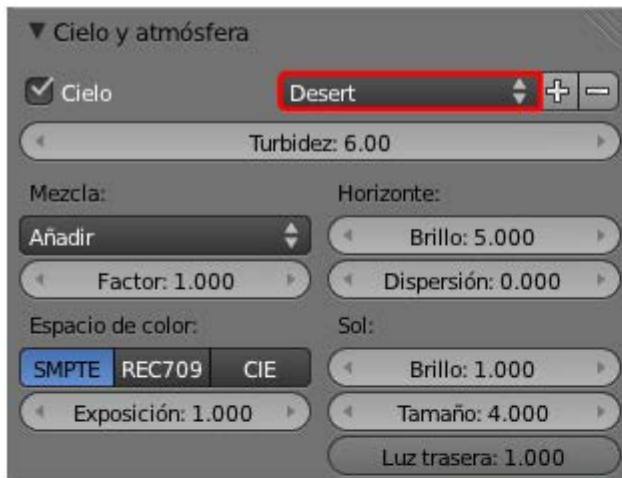 Cielo y atmósfera
Cielo
Desert
Turbidez: 6.00
Mezcla:
Añadir
Factor: 1.000
Horizonte:
Brillo: 5.000
Dispersión: 0.000
Espacio de color:
SMPTE REC709 CIE
Exposición: 1.000
Sol:
Brillo: 1.000
Tamaño: 4.000
Luz trasera: 1.000